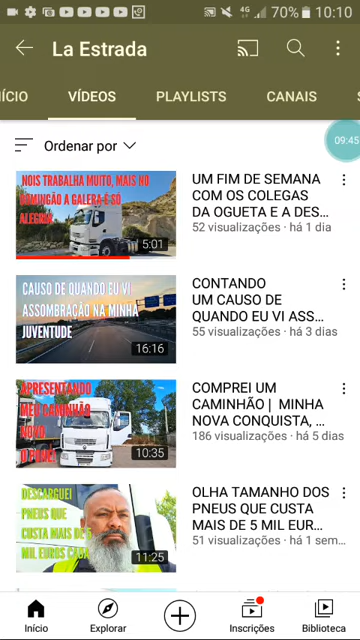 4G 70% 10:10
La Estrada
NÍCIO VÍDEOS PLAYLISTS CANAIS
09:45
Ordenar por
NOIS TRABALHA MUITO, MAIS NO
DOMINGÃO A GALERA É SÓ
ALEGRIA
5:01
UM FIM DE SEMANA
COM OS COLEGAS
DA OGUETA E A DES...
52 visualizações · há 1 dia
CAUSO DE QUANDO EU VI
ASSOMBRAÇÃO NA MINHA
JUVENTUDE
16:16
CONTANDO
UM CAUSO DE
QUANDO EU VI ASS...
55 visualizações · há 3 dias
APRESENTANDO
MEU CAMINHÃO
NOVO
10:35
COMPREI UM
CAMINHÃO | MINHA
NOVA CONQUISTA, ...
186 visualizações · há 5 dias
DESCARGUEI
PNEUS QUE
CUSTA MAIS DE 5
MIL EUROS CADA
11:25
OLHA TAMANHO DOS
PNEUS QUE CUSTA
MAIS DE 5 MIL EUR...
51 visualizações · há 1 sem...
Início Explorar Inscrições Biblioteca